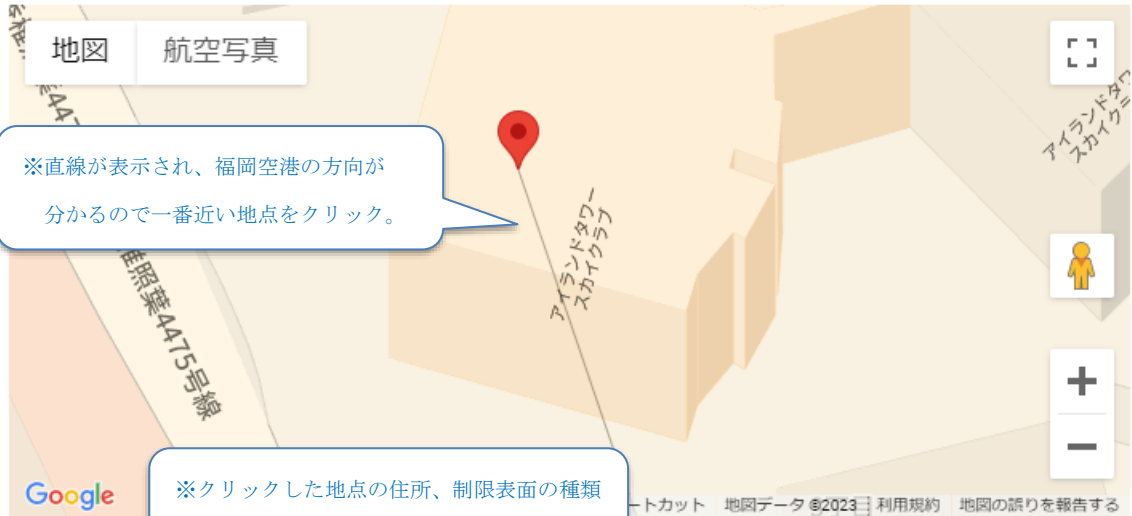 地図 航空写真
※直線が表示され、福岡空港の方向が
分かるので一番近い地点をクリック。
アイランドタワー
スカイクラブ
アイランドタワー
スカイクラ
照葉4475号線
※クリックした地点の住所、制限表面の種類
Google
ートカット 地図データ ©2023 利用規約 地図の誤りを報告する